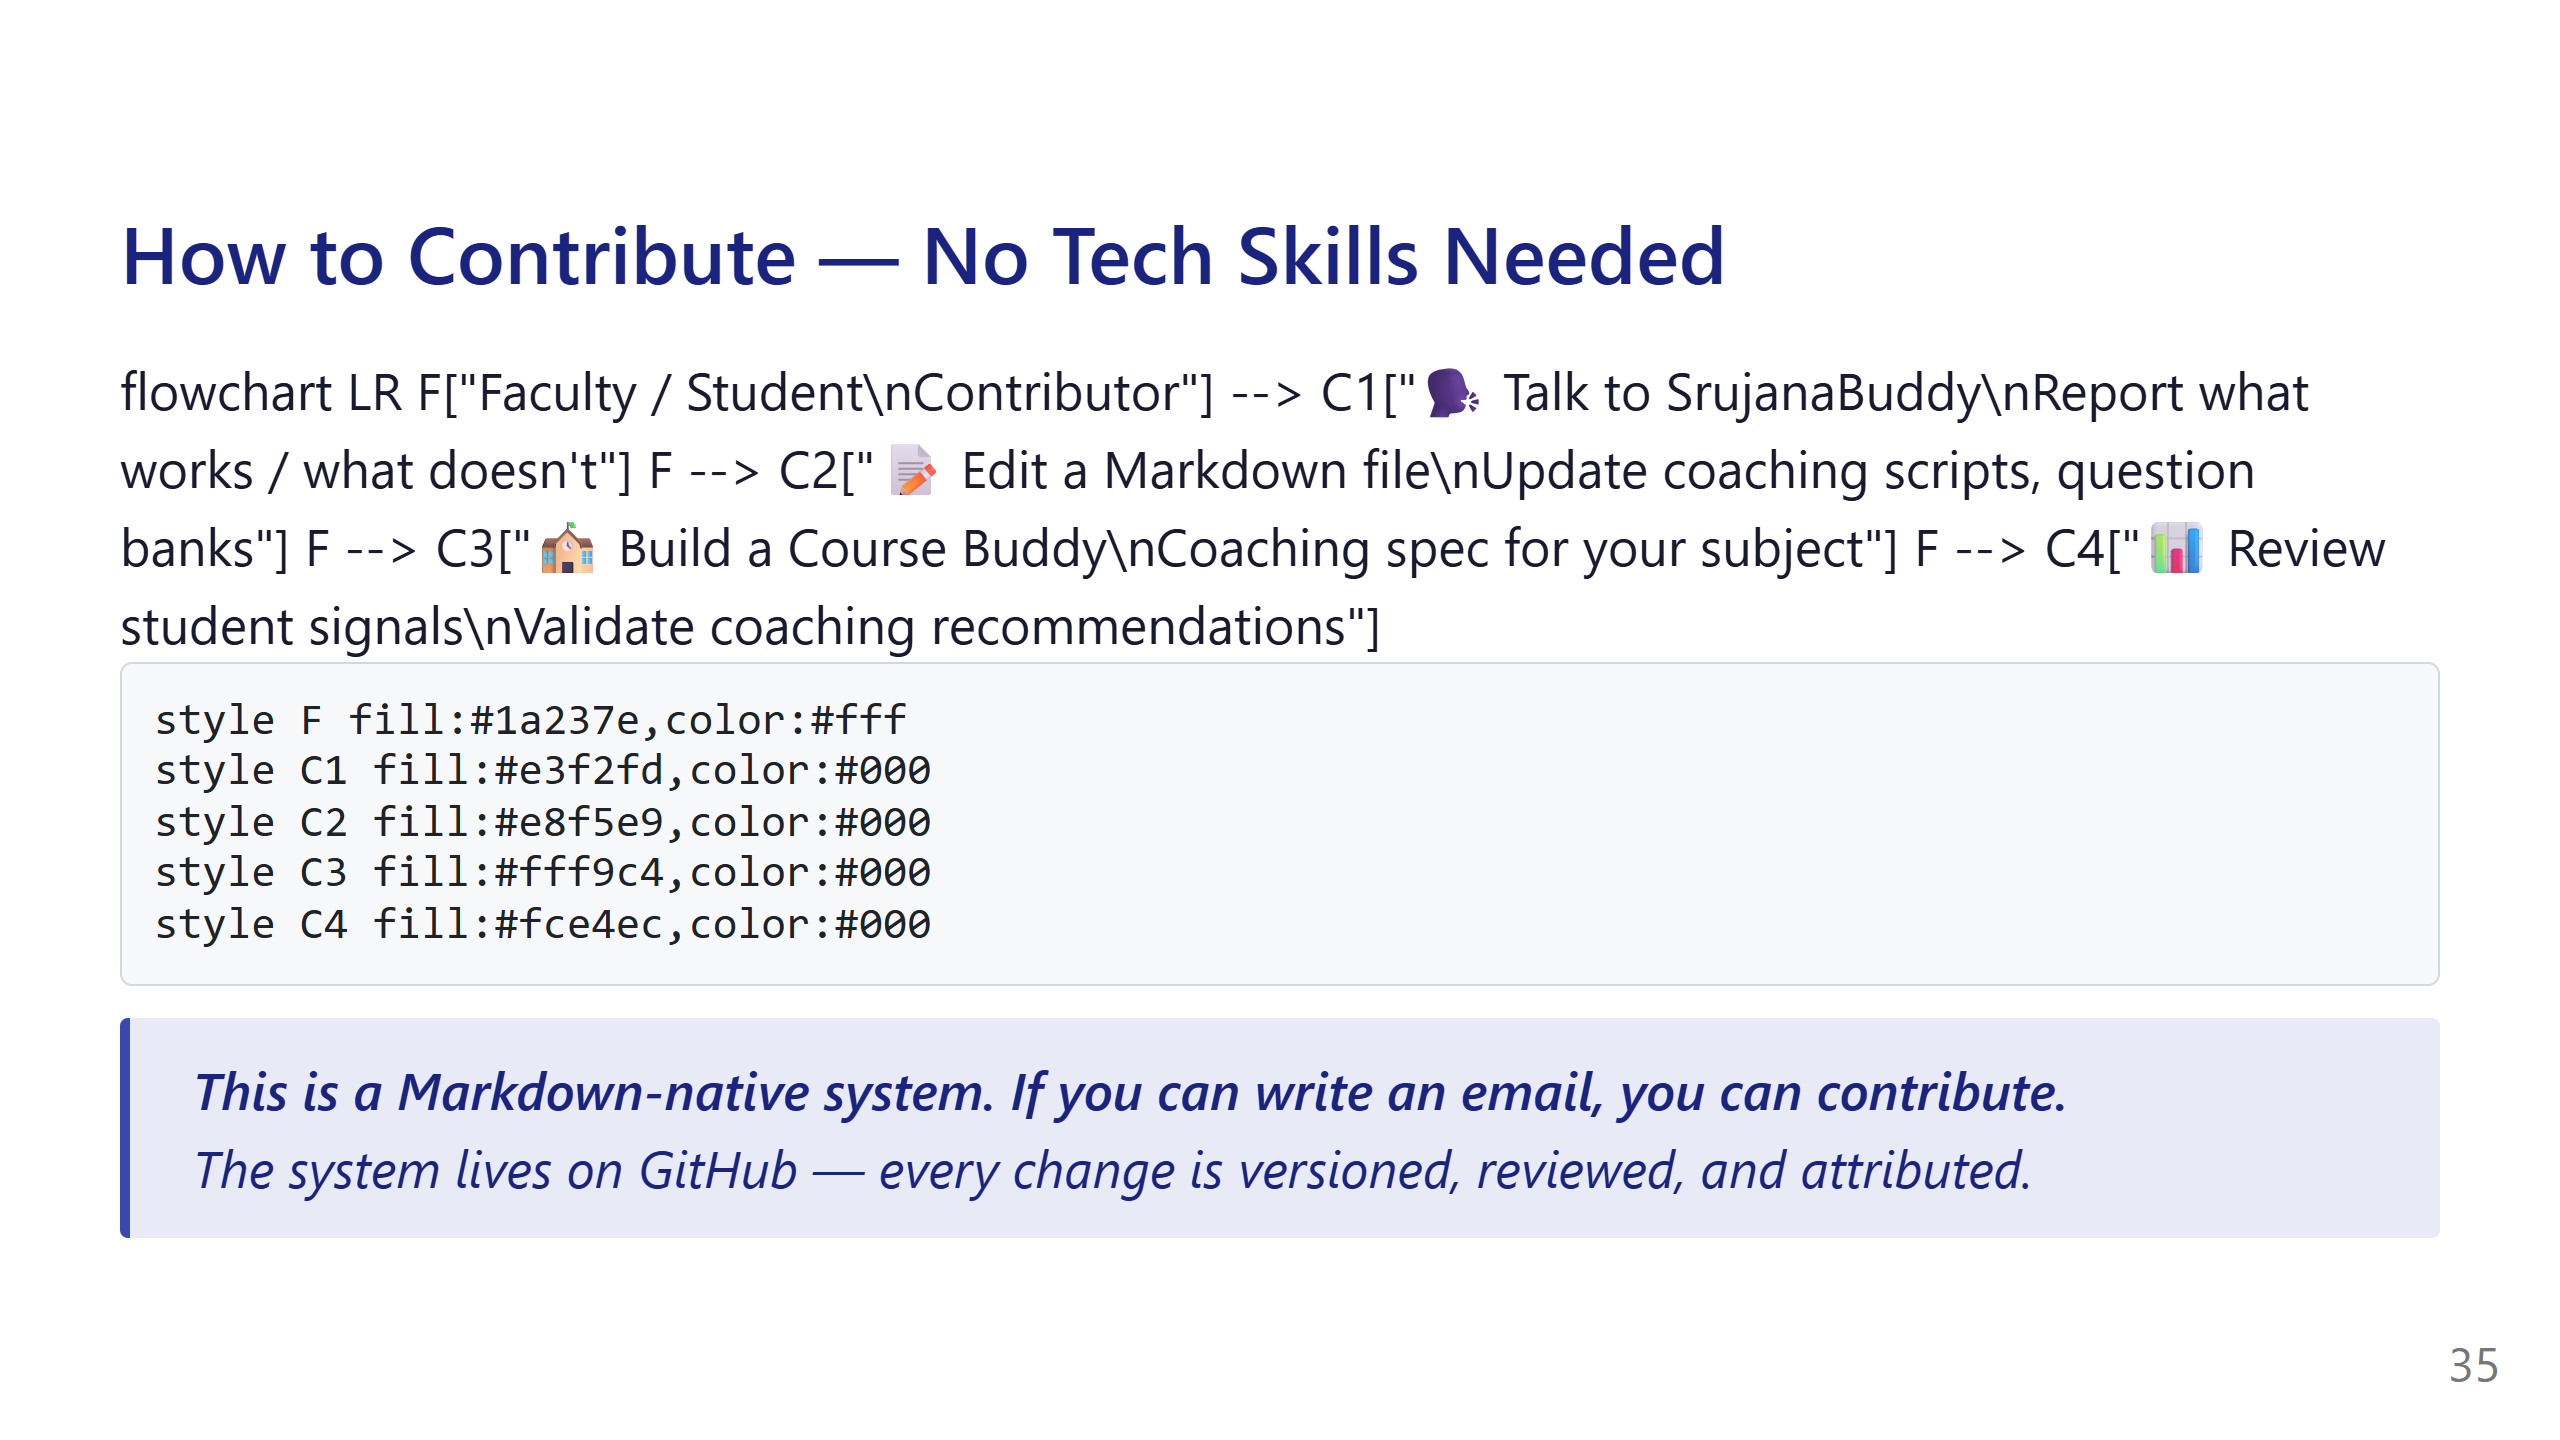 How to Contribute — No Tech Skills Needed
flowchart LR F["Faculty / Student\nContributor"] --> C1["🗣 Talk to SrujanaBuddy\nReport what
works / what doesn't"] F --> C2["📝 Edit a Markdown file\nUpdate coaching scripts, question
banks"] F --> C3["🏫 Build a Course Buddy\nCoaching spec for your subject"] F --> C4["📊 Review
student signals\nValidate coaching recommendations"]
style F fill:#1a237e,color:#fff
style C1 fill:#e3f2fd,color:#000
style C2 fill:#e8f5e9,color:#000
style C3 fill:#fff9c4,color:#000
style C4 fill:#fce4ec,color:#000
This is a Markdown-native system. If you can write an email, you can contribute.
The system lives on GitHub — every change is versioned, reviewed, and attributed.
35